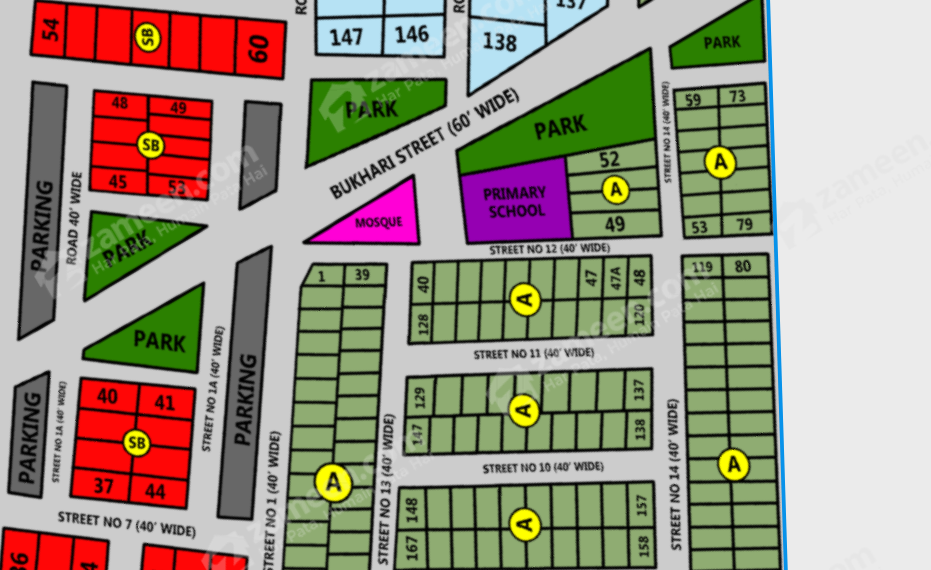 54
SB
60
147
146
138
137
PARK
48
49
SB
45
53
PARK
BUKHARI STREET (60' WIDE)
PARK
59
73
A
53
79
STREET NO 14 (40' WIDE)
52
A
49
PRIMARY
SCHOOL
MOSQUE
STREET NO 12 (40' WIDE)
PARKING
ROAD 40' WIDE
PARK
PARK
PARKING
STREET NO 1A (40' WIDE)
STREET NO 1A (40' WIDE)
PARKING
40
41
SB
37
44
STREET NO 7 (40' WIDE)
1
39
A
STREET NO 1 (40' WIDE)
STREET NO 13 (40' WIDE)
40
47
47A
48
A
128
120
STREET NO 11 (40' WIDE)
129
137
A
147
138
STREET NO 10 (40' WIDE)
148
157
A
167
158
119
80
A
STREET NO 14 (40' WIDE)
zameen.com